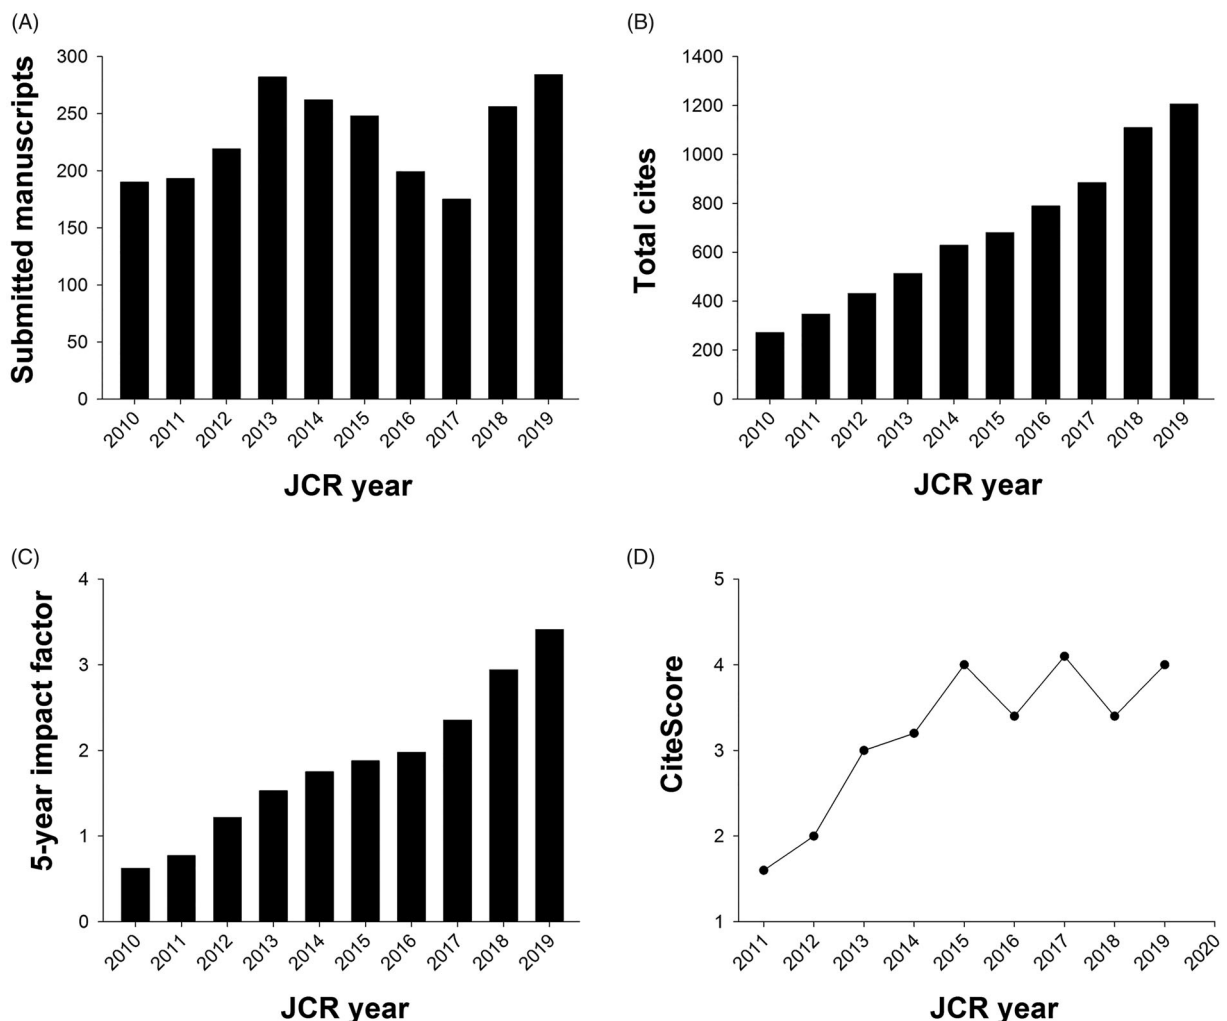 (A)
Submitted manuscripts
300
250
200
150
100
50
0
2010 2011 2012 2013 2014 2015 2016 2017 2018 2019
JCR year
(B)
Total cites
1400
1200
1000
800
600
400
200
0
2010 2011 2012 2013 2014 2015 2016 2017 2018 2019
JCR year
(C)
5-year impact factor
4
3
2
1
0
2010 2011 2012 2013 2014 2015 2016 2017 2018 2019
JCR year
(D)
CiteScore
5
4
3
2
1
2011 2012 2013 2014 2015 2016 2017 2018 2019 2020
JCR year